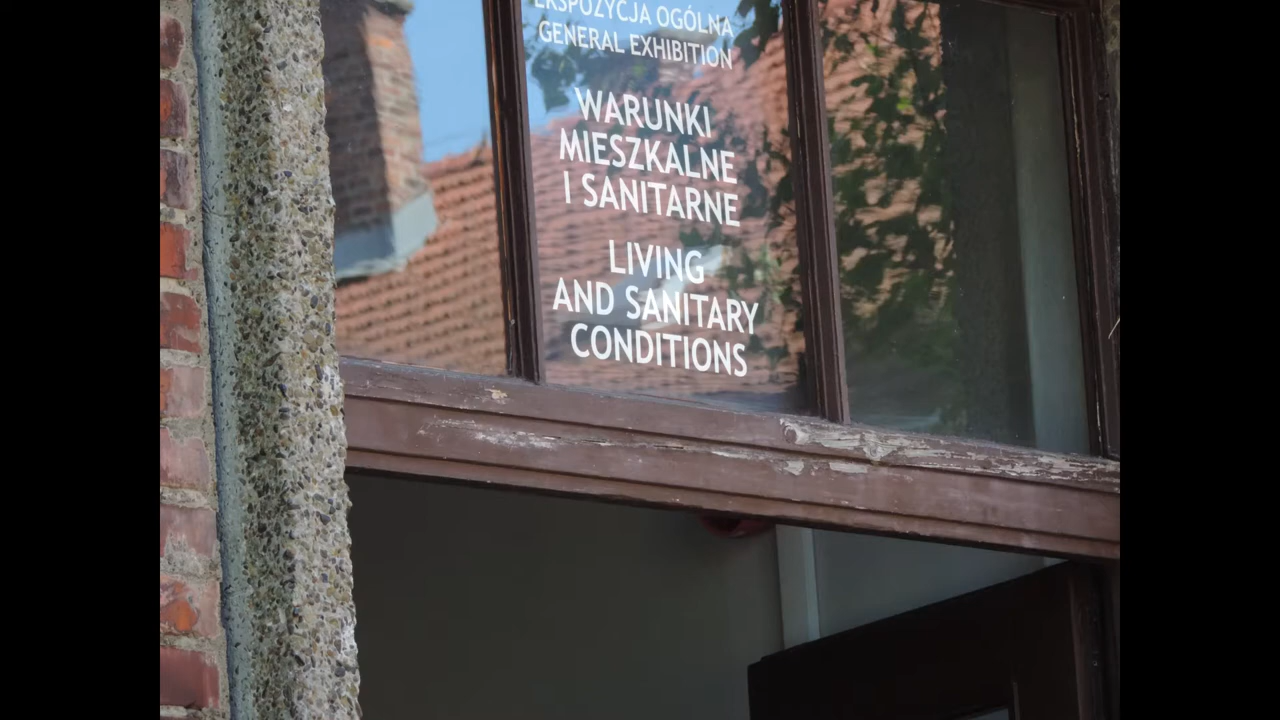 EKSPOZYCJA OGÓLNA
GENERAL EXHIBITION
WARUNKI
MIESZKALNE
I SANITARNE
LIVING
AND SANITARY
CONDITIONS